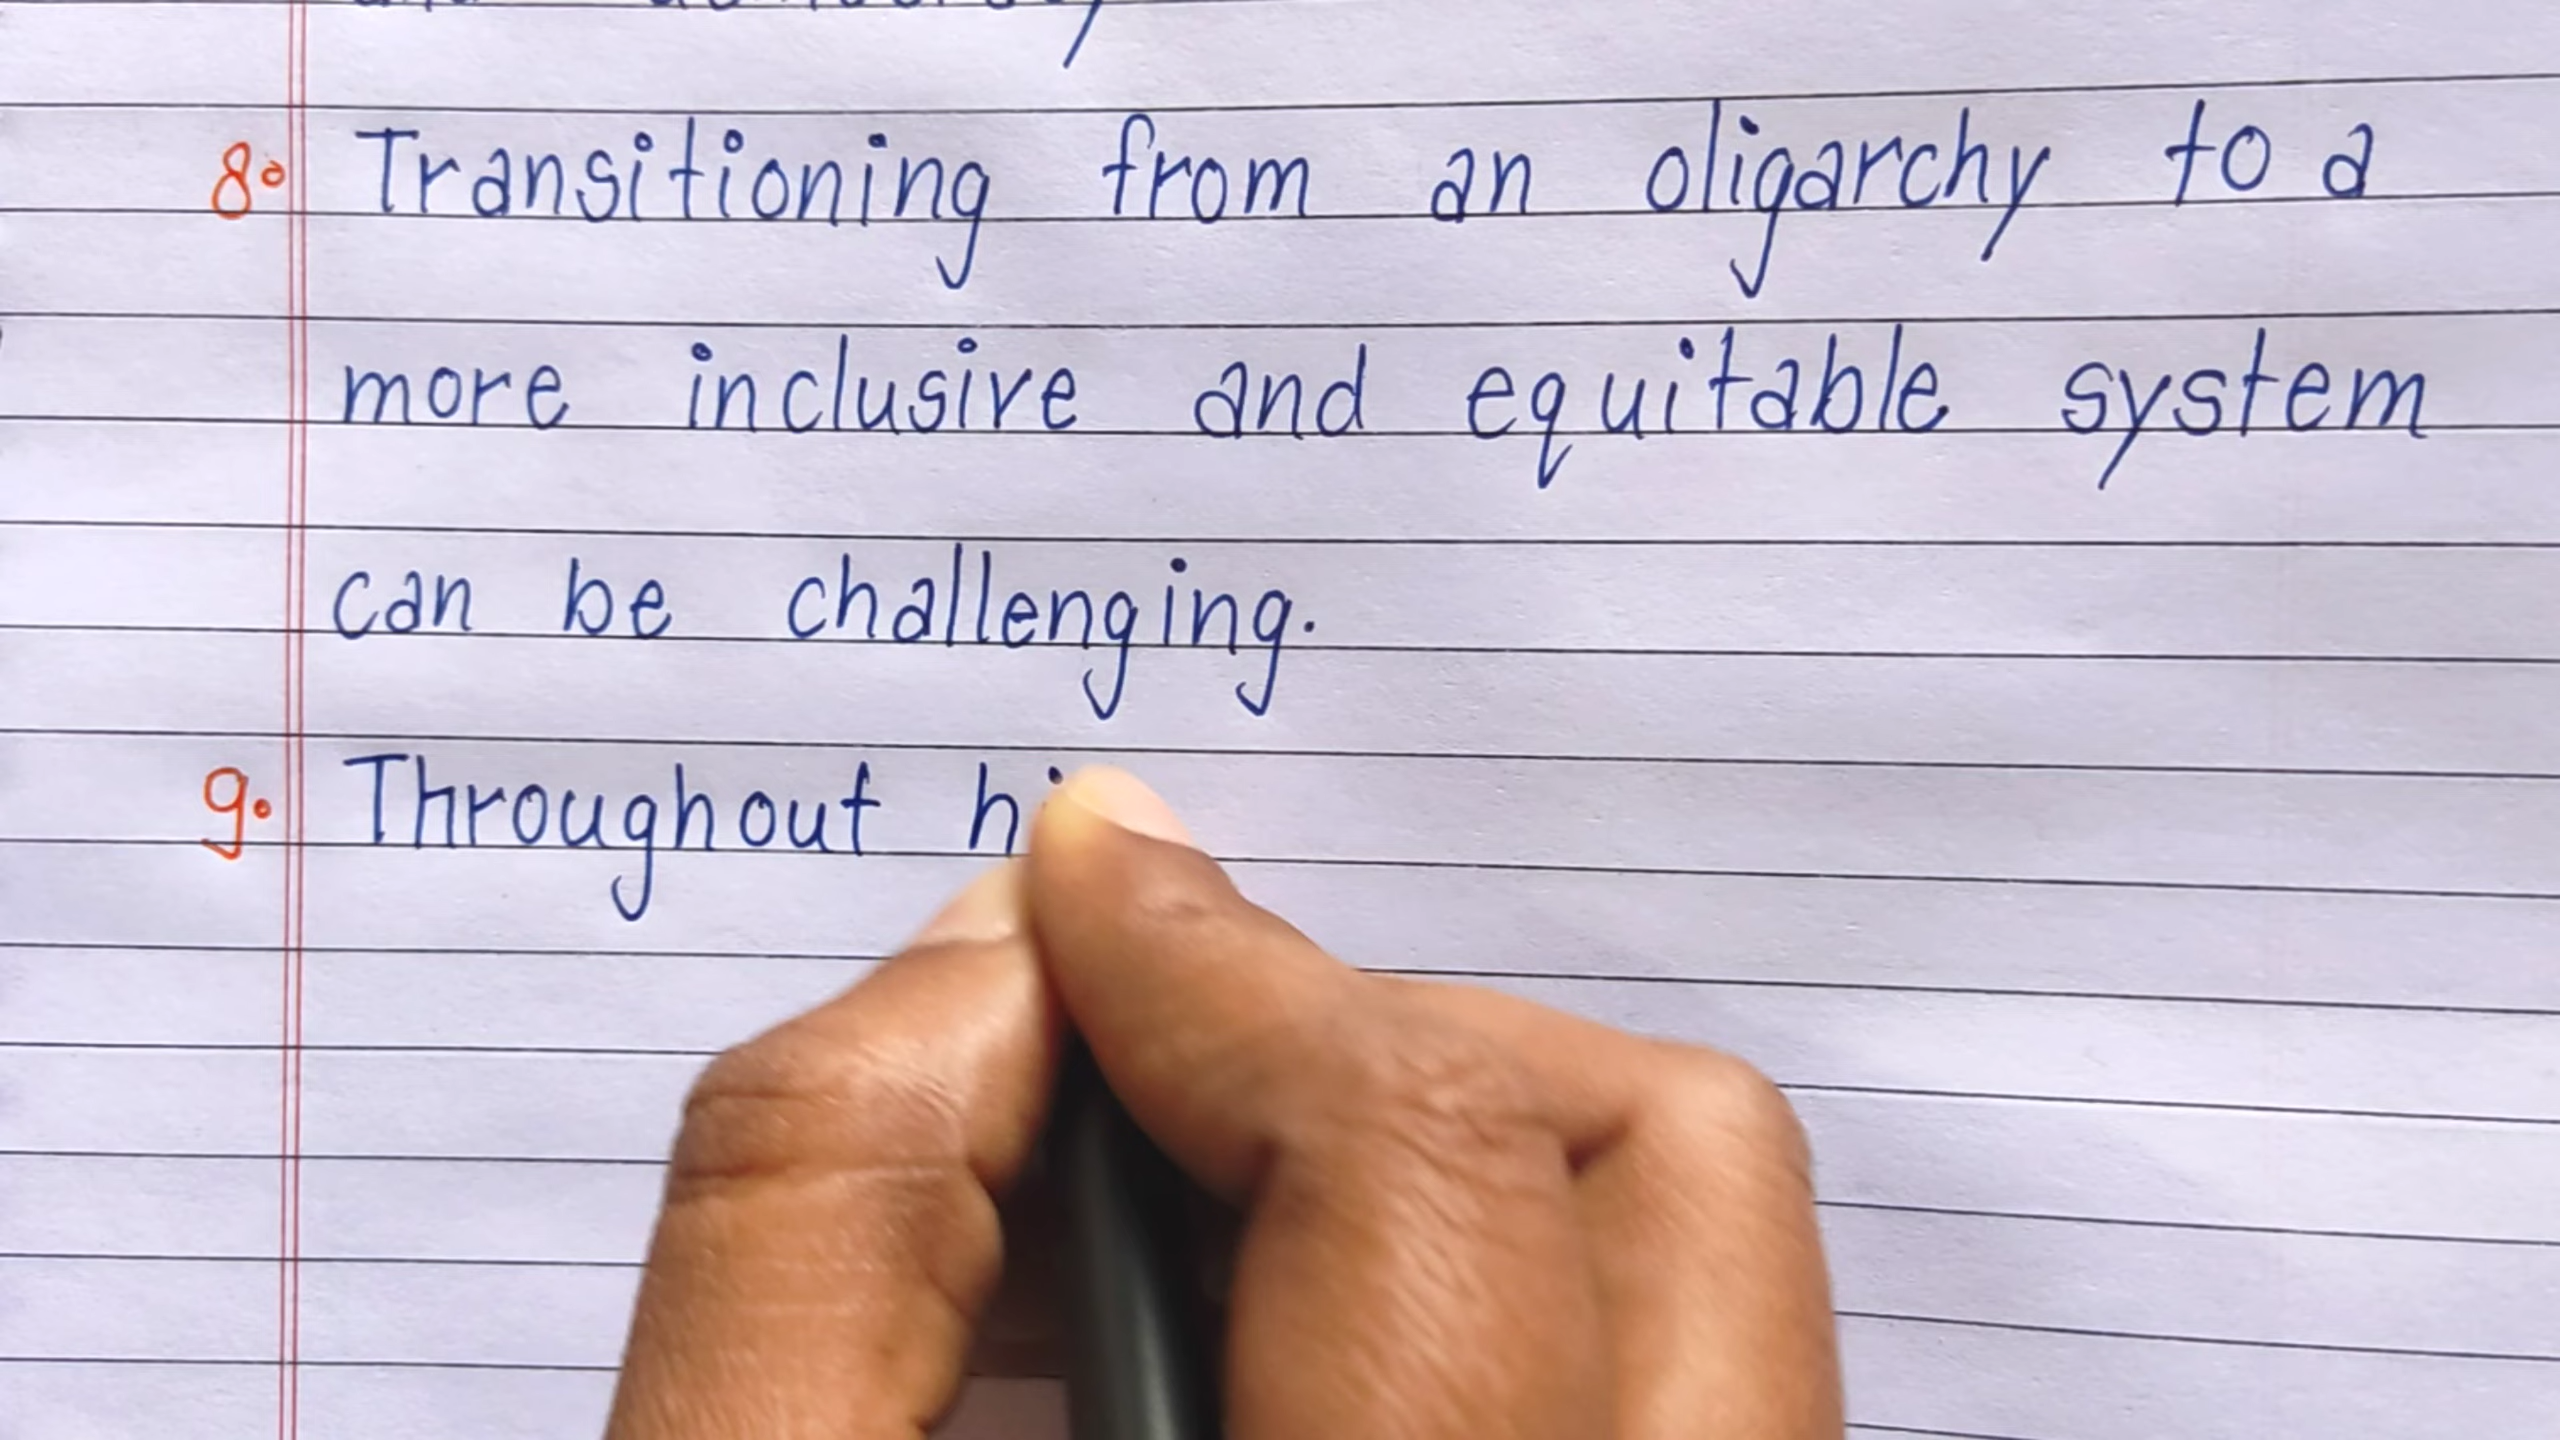 8. Transitioning from an oligarchy to a
more inclusive and equitable system
can be challenging.
9. Throughout